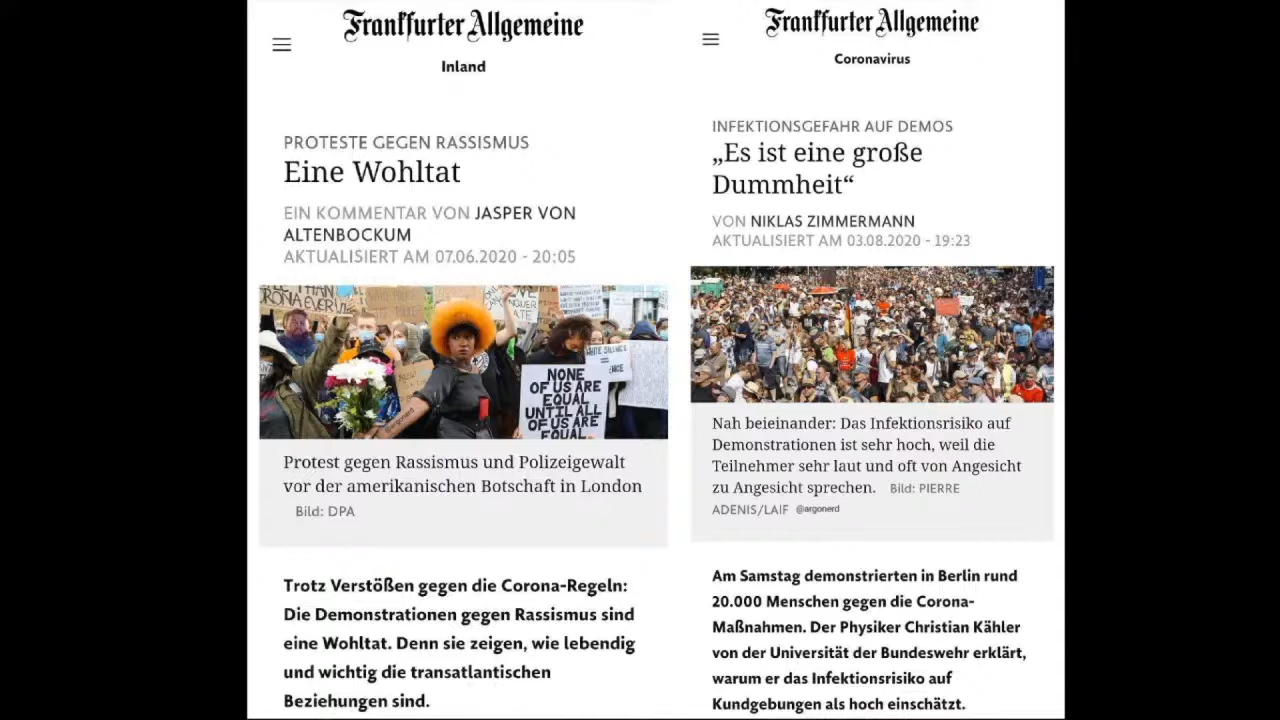 Frankfurter Allgemeine
Inland
PROTESTE GEGEN RASSISMUS
Eine Wohltat
EIN KOMMENTAR VON JASPER VON
ALTENBOCKUM
AKTUALISIERT AM 07.06.2020 - 20:05
NONE
OF US ARE
EQUAL
UNTIL ALL
OF US ARE
EQUAL
WHITE SILENCE
Protest gegen Rassismus und Polizeigewalt
vor der amerikanischen Botschaft in London
Bild: DPA
Trotz Verstößen gegen die Corona-Regeln:
Die Demonstrationen gegen Rassismus sind
eine Wohltat. Denn sie zeigen, wie lebendig
und wichtig die transatlantischen
Beziehungen sind.
Frankfurter Allgemeine
Coronavirus
INFEKTIONSGEFAHR AUF DEMOS
„Es ist eine große
Dummheit“
VON NIKLAS ZIMMERMANN
AKTUALISIERT AM 03.08.2020 - 19:23
Nah beieinander: Das Infektionsrisiko auf
Demonstrationen ist sehr hoch, weil die
Teilnehmer sehr laut und oft von Angesicht
zu Angesicht sprechen. Bild: PIERRE
ADENIS/LAIF @argonerd
Am Samstag demonstrierten in Berlin rund
20.000 Menschen gegen die Corona-
Maßnahmen. Der Physiker Christian Kähler
von der Universität der Bundeswehr erklärt,
warum er das Infektionsrisiko auf
Kundgebungen als hoch einschätzt.